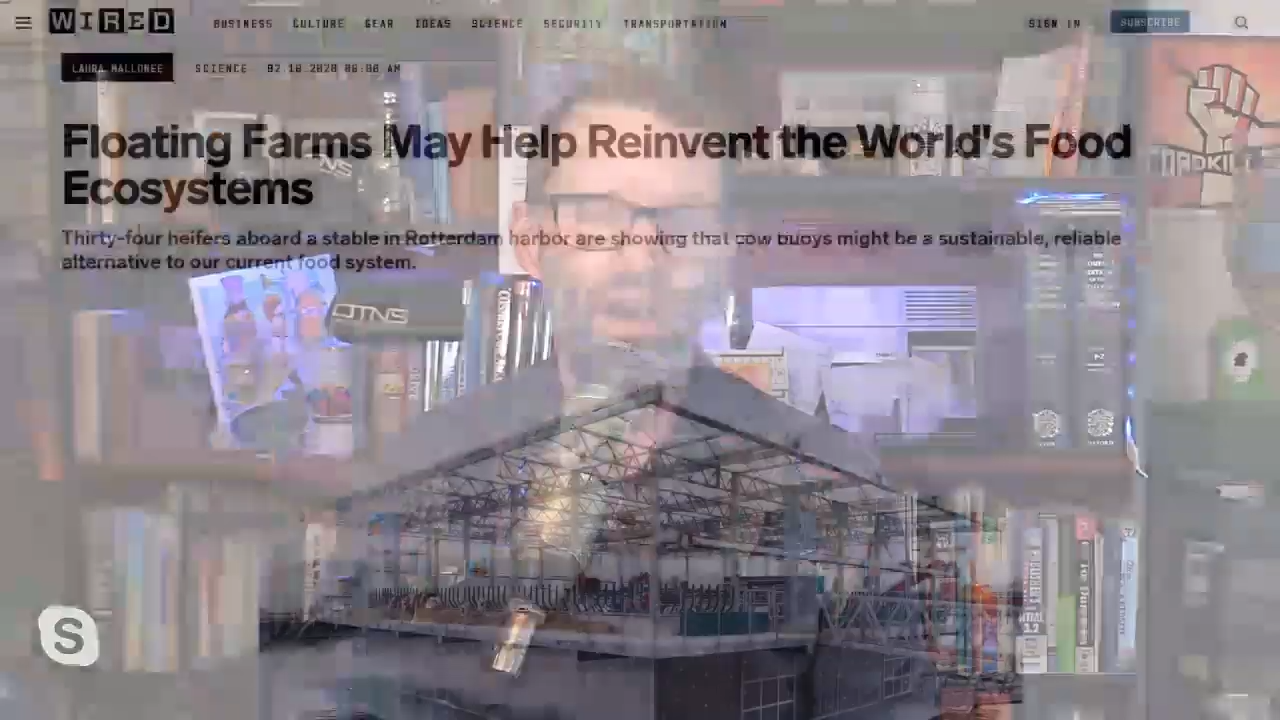 WIRED
BUSINESS CULTURE GEAR IDEAS SCIENCE SECURITY TRANSPORTATION
SIGN IN
SUBSCRIBE
LAURA MALLONEE
SCIENCE 02.10.2020 06:00 AM
Floating Farms May Help Reinvent the World's Food
Ecosystems
Thirty-four heifers aboard a stable in Rotterdam harbor are showing that cow buoys might be a sustainable, reliable
alternative to our current food system.
OTNS
S